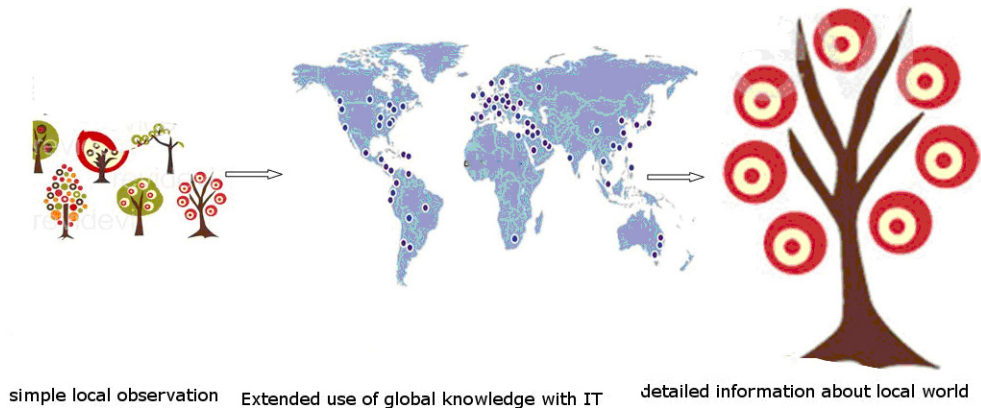 simple local observation
Extended use of global knowledge with IT
detailed information about local world